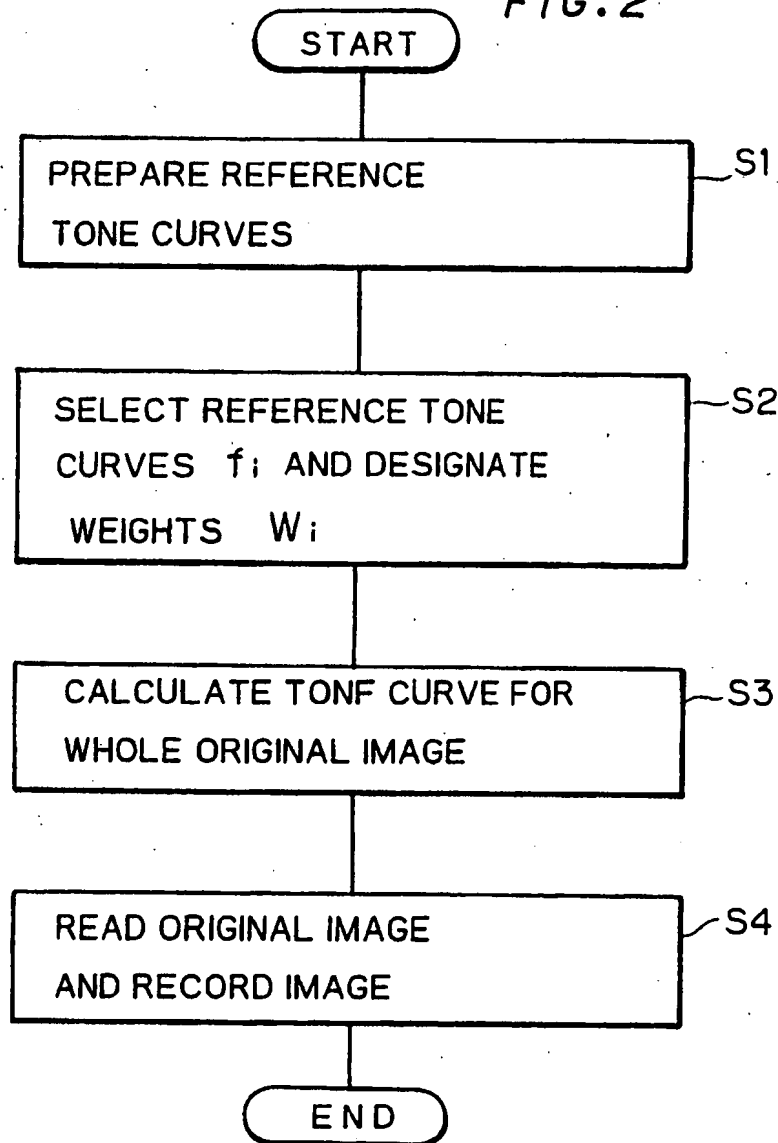 FIG. 2
START
PREPARE REFERENCE
TONE CURVES
S1
SELECT REFERENCE TONE
CURVES fi AND DESIGNATE
WEIGHTS Wi
S2
CALCULATE TONF CURVE FOR
WHOLE ORIGINAL IMAGE
S3
READ ORIGINAL IMAGE
AND RECORD IMAGE
S4
END